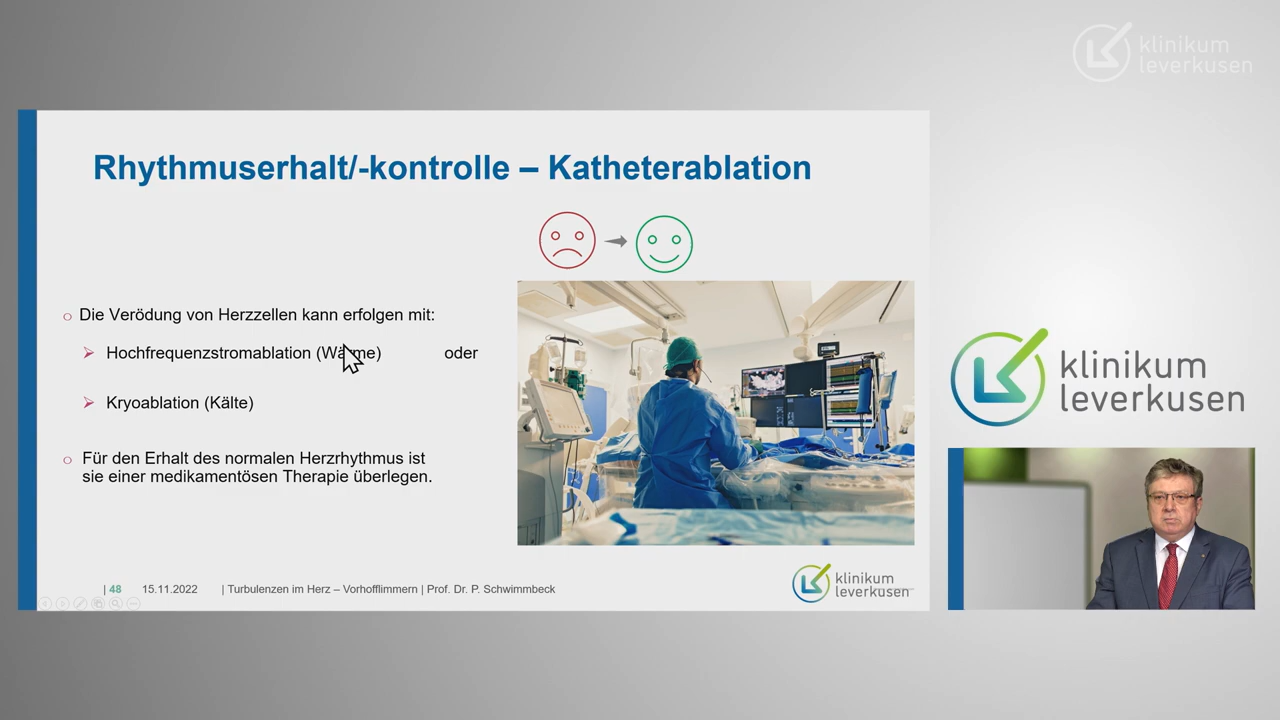 klinikum
leverkusen
Rhythmuserhalt/-kontrolle – Katheterablation
Die Verödung von Herzzellen kann erfolgen mit:
Hochfrequenzstromablation (Wärme) oder
Kryoablation (Kälte)
Für den Erhalt des normalen Herzrhythmus ist
sie einer medikamentösen Therapie überlegen.
klinikum
leverkusen
| 48 15.11.2022 | Turbulenzen im Herz – Vorhofflimmern | Prof. Dr. P. Schwimmbeck
klinikum
leverkusen